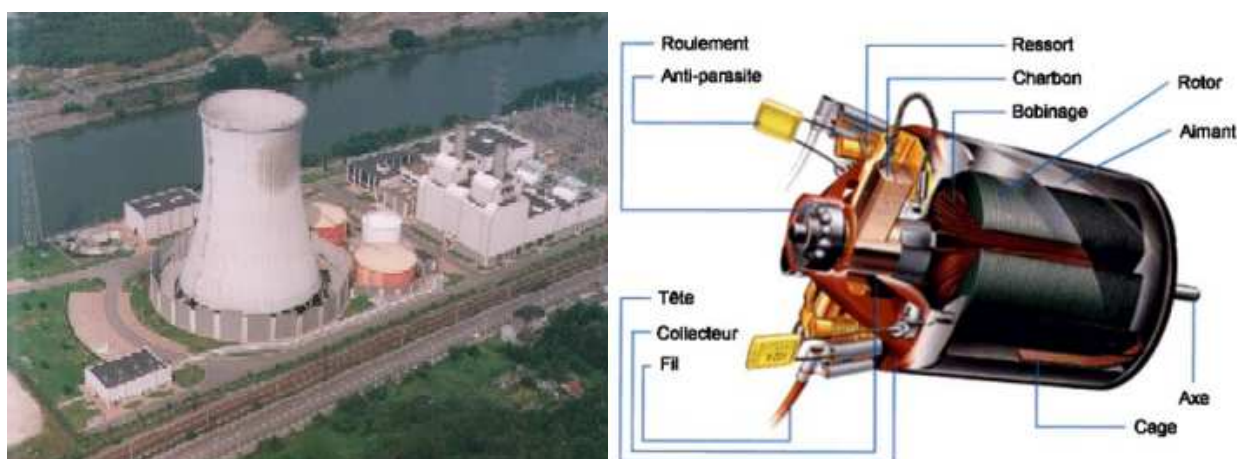 Roulement
Anti-parasite
Ressort
Charbon
Bobinage
Rotor
Aimant
Tête
Collecteur
Fil
Axe
Cage